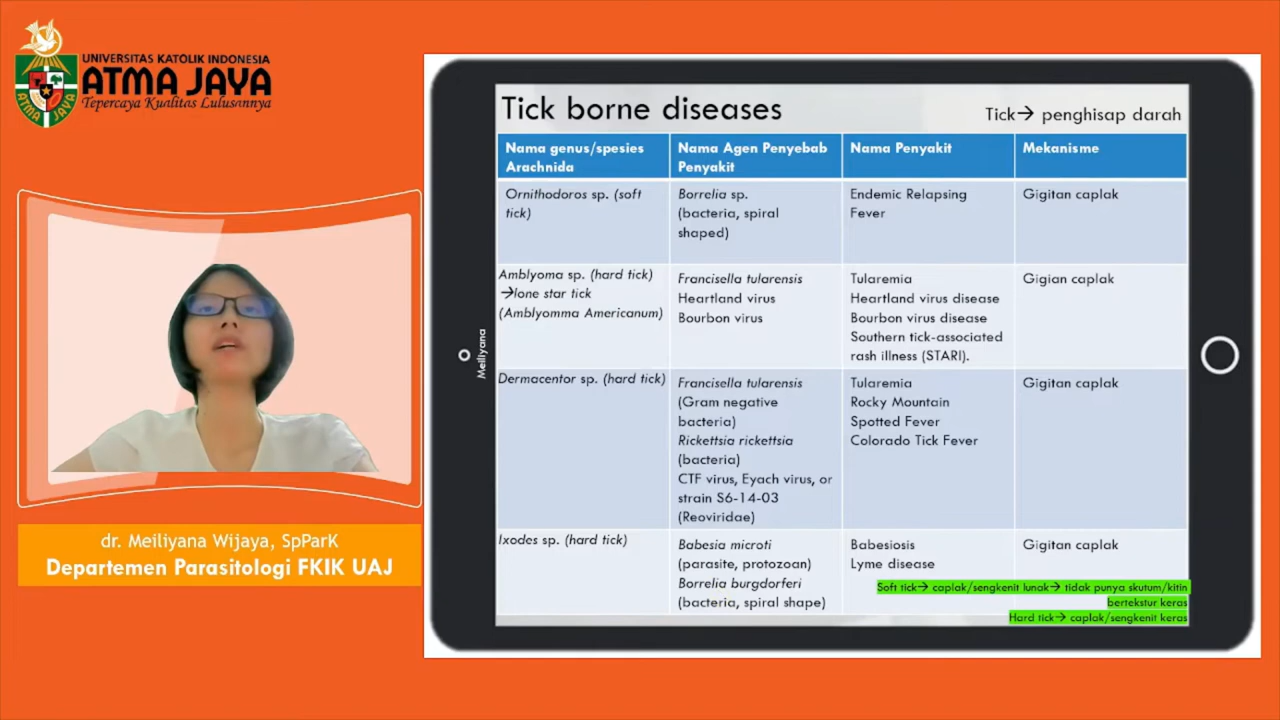 UNIVERSITAS KATOLIK INDONESIA
ATMA JAYA
Tepercaya Kualitas Lulusannya
ATMA JAYA
dr. Meiliyana Wijaya, SpParK
Departemen Parasitologi FKIK UAJ
Meiliyana
Tick borne diseases
Tick→ penghisap darah
Nama genus/spesies
Arachnida
Nama Agen Penyebab
Penyakit
Nama Penyakit
Mekanisme
Ornithodoros sp. (soft
tick)
Borrelia sp.
(bacteria, spiral
shaped)
Endemic Relapsing
Fever
Gigitan caplak
Amblyoma sp. (hard tick)
→lone star tick
(Amblyomma Americanum)
Francisella tularensis
Heartland virus
Bourbon virus
Tularemia
Heartland virus disease
Bourbon virus disease
Southern tick-associated
rash illness (STARI).
Gigian caplak
Dermacentor sp. (hard tick)
Francisella tularensis
(Gram negative
bacteria)
Rickettsia rickettsia
(bacteria)
CTF virus, Eyach virus, or
strain S6-14-03
(Reoviridae)
Tularemia
Rocky Mountain
Spotted Fever
Colorado Tick Fever
Gigitan caplak
Ixodes sp. (hard tick)
Babesia microti
(parasite, protozoan)
Borrelia burgdorferi
(bacteria, spiral shape)
Babesiosis
Lyme disease
Gigitan caplak
Soft tick→ caplak/sengkenit lunak→ tidak punya skutum/kitin
bertekstur keras
Hard tick→ caplak/sengkenit keras